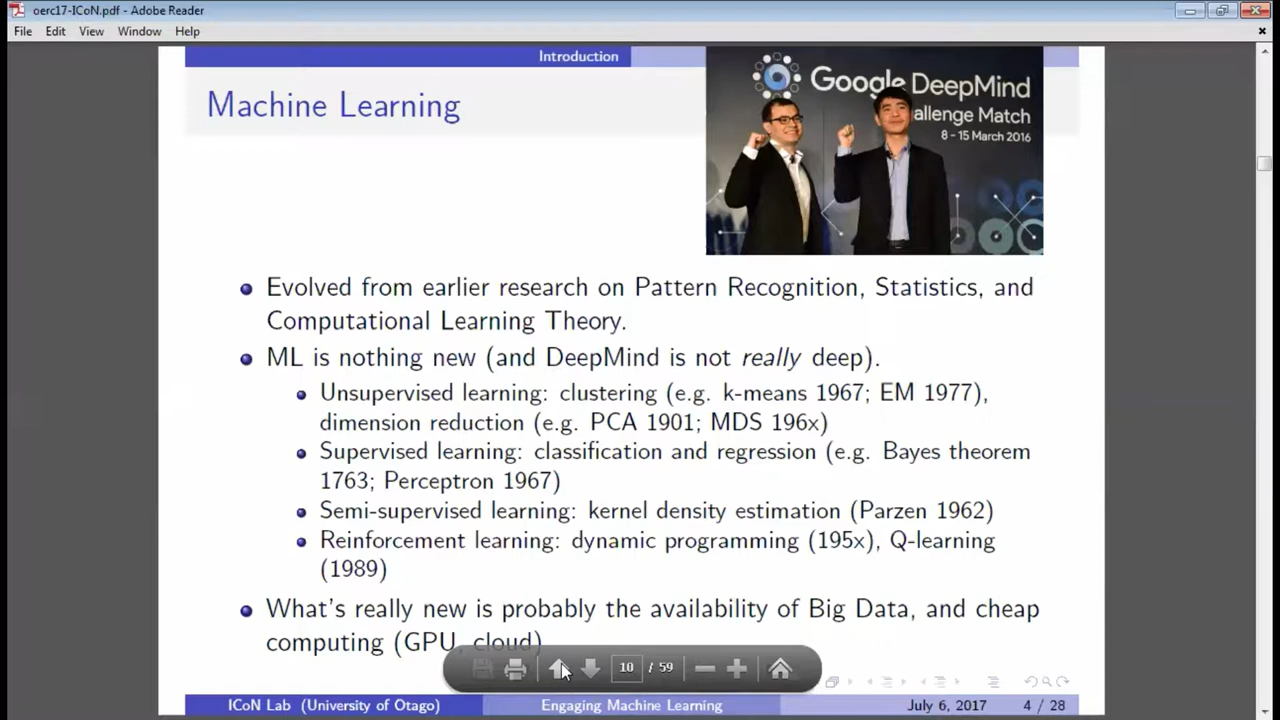 oerc17-ICoN.pdf - Adobe Reader
File Edit View Window Help
Introduction
Machine Learning
Google DeepMind
allenge Match
8 - 15 March 2016
Evolved from earlier research on Pattern Recognition, Statistics, and
Computational Learning Theory.
ML is nothing new (and DeepMind is not really deep).
Unsupervised learning: clustering (e.g. k-means 1967; EM 1977),
dimension reduction (e.g. PCA 1901; MDS 196x)
Supervised learning: classification and regression (e.g. Bayes theorem
1763; Perceptron 1967)
Semi-supervised learning: kernel density estimation (Parzen 1962)
Reinforcement learning: dynamic programming (195x), Q-learning
(1989)
What's really new is probably the availability of Big Data, and cheap
computing (GPU, cloud)
10 / 59
ICoN Lab (University of Otago) Engaging Machine Learning July 6, 2017 4 / 28